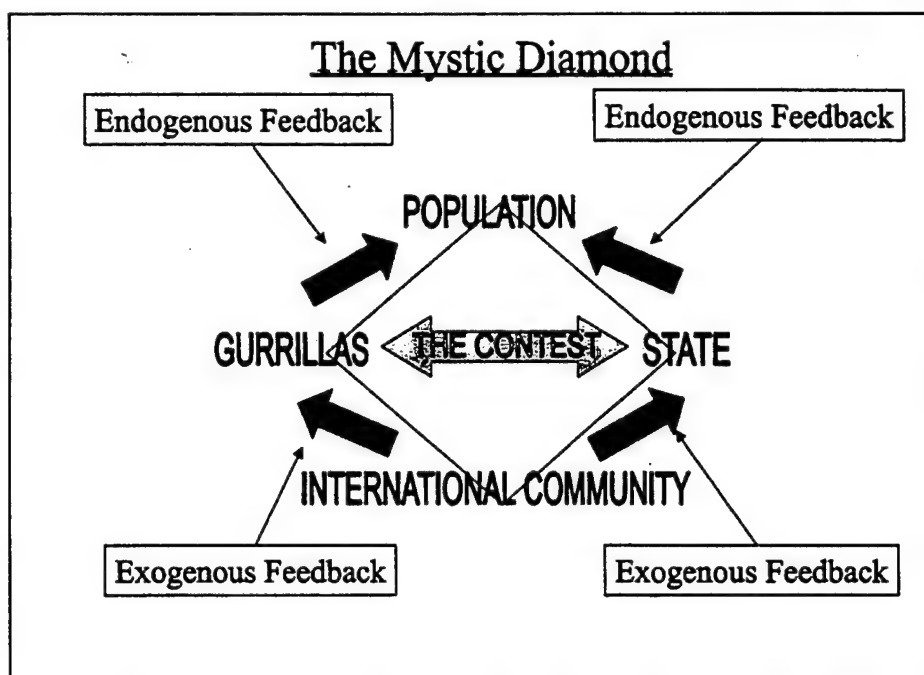 The Mystic Diamond
Endogenous Feedback
Endogenous Feedback
POPULATION
GURRILLAS
THE CONTEST
STATE
INTERNATIONAL COMMUNITY
Exogenous Feedback
Exogenous Feedback